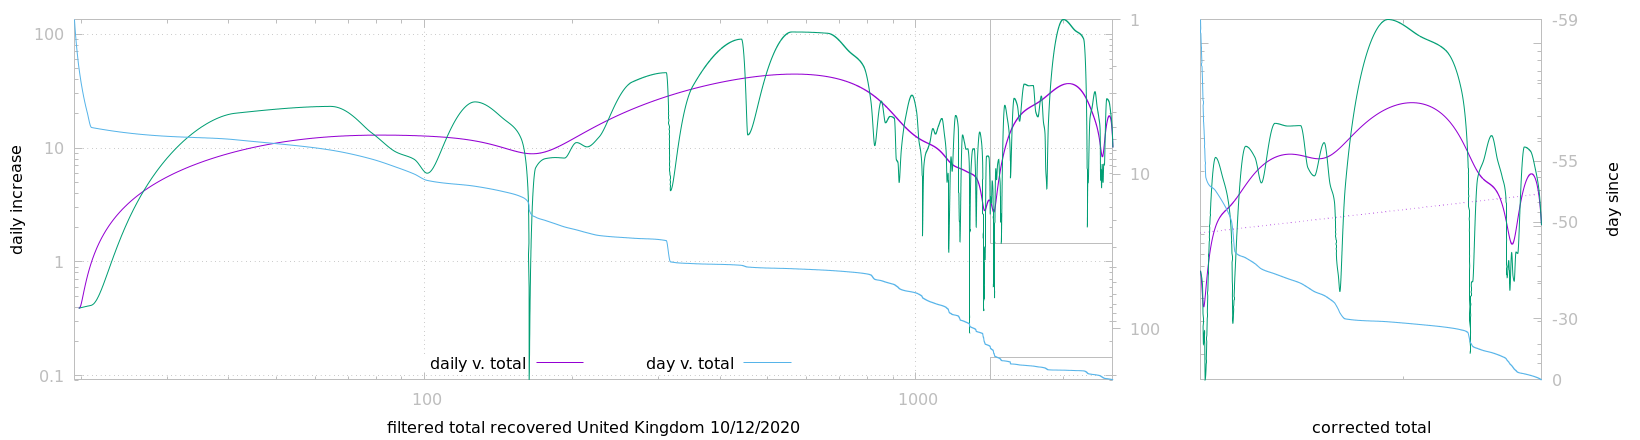 100
10
1
0.1
daily increase
100
1000
filtered total recovered United Kingdom 10/12/2020
daily v. total
day v. total
1
10
100
-59
-55
-50
-30
0
day since
corrected total